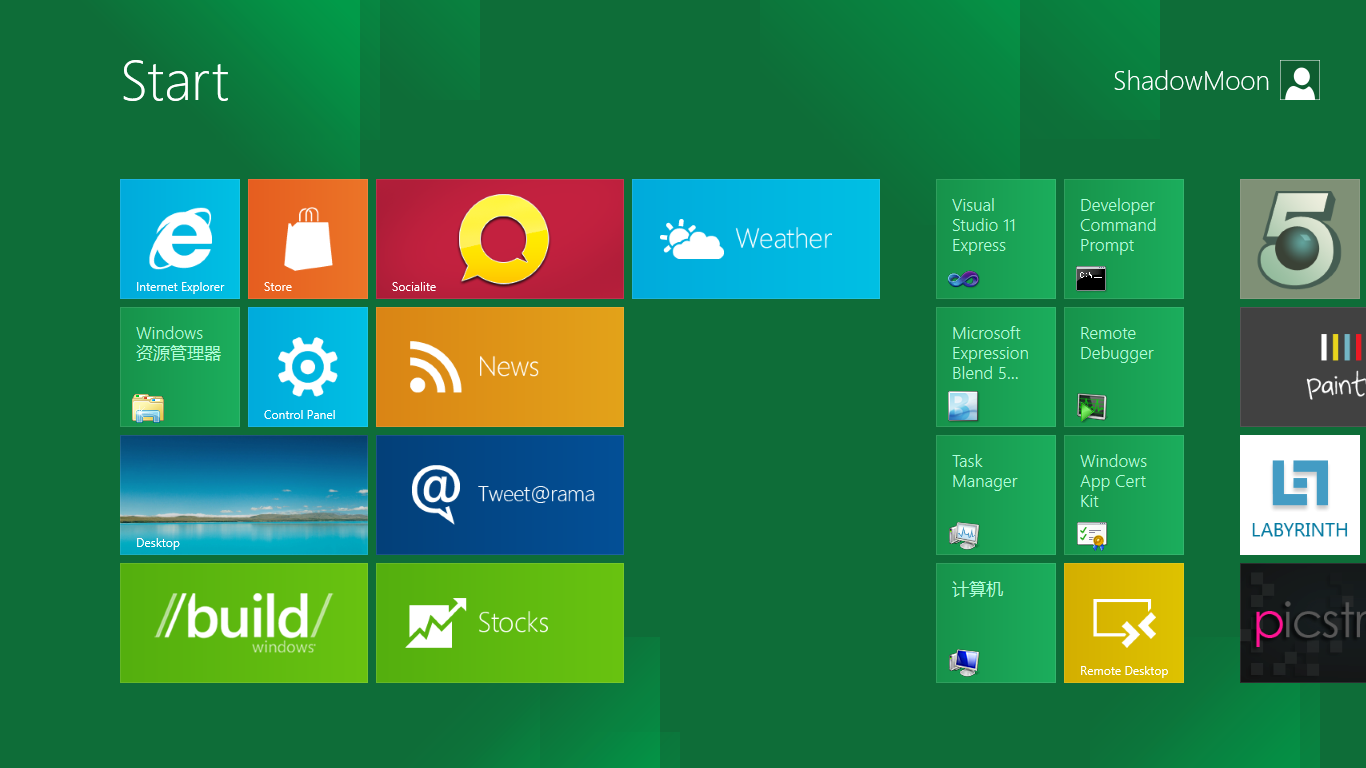 Start
ShadowMoon
Internet Explorer
Store
Socialite
Weather
Windows
资源管理器
Control Panel
News
Desktop
Tweet@rama
//build/
windows
Stocks
Visual
Studio 11
Express
Developer
Command
Prompt
C:\
Microsoft
Expression
Blend 5...
Remote
Debugger
Task
Manager
Windows
App Cert
Kit
计算机
Remote Desktop
5
paint
LABYRINTH
picstr